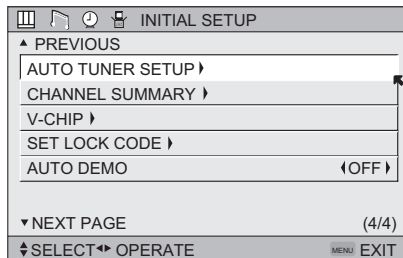 INITIAL SETUP
PREVIOUS
AUTO TUNER SETUP
CHANNEL SUMMARY
V-CHIP
SET LOCK CODE
AUTO DEMO OFF
NEXT PAGE (4/4)
SELECT OPERATE MENU EXIT